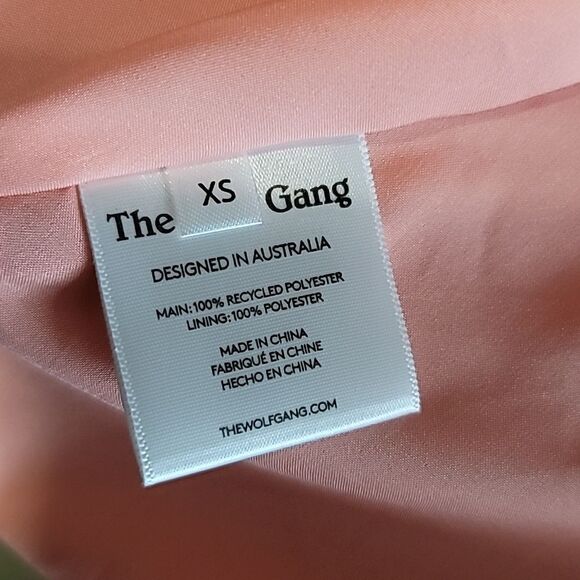 The XS Gang
DESIGNED IN AUSTRALIA
MAIN:100% RECYCLED POLYESTER
LINING:100% POLYESTER
MADE IN CHINA
FABRIQUÉ EN CHINE
HECHO EN CHINA
THEWOLFGANG.COM